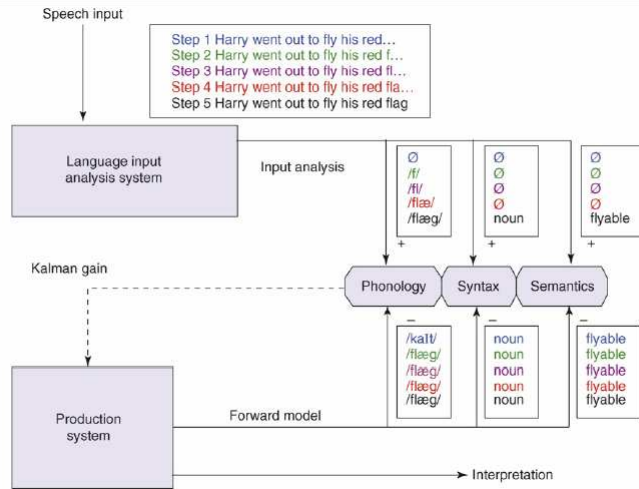 Speech input
Step 1 Harry went out to fly his red...
Step 2 Harry went out to fly his red f...
Step 3 Harry went out to fly his red fl...
Step 4 Harry went out to fly his red fla...
Step 5 Harry went out to fly his red flag
Language input
analysis system
Input analysis
Ø
/f/
/fl/
/flæ/
/flæg/
+
Ø
Ø
Ø
Ø
noun
+
Ø
Ø
Ø
Ø
flyable
+
Kalman gain
Phonology
Syntax
Semantics
–
/kaIt/
/flæg/
/flæg/
/flæg/
/flæg/
–
noun
noun
noun
noun
noun
–
flyable
flyable
flyable
flyable
flyable
Production
system
Forward model
Interpretation